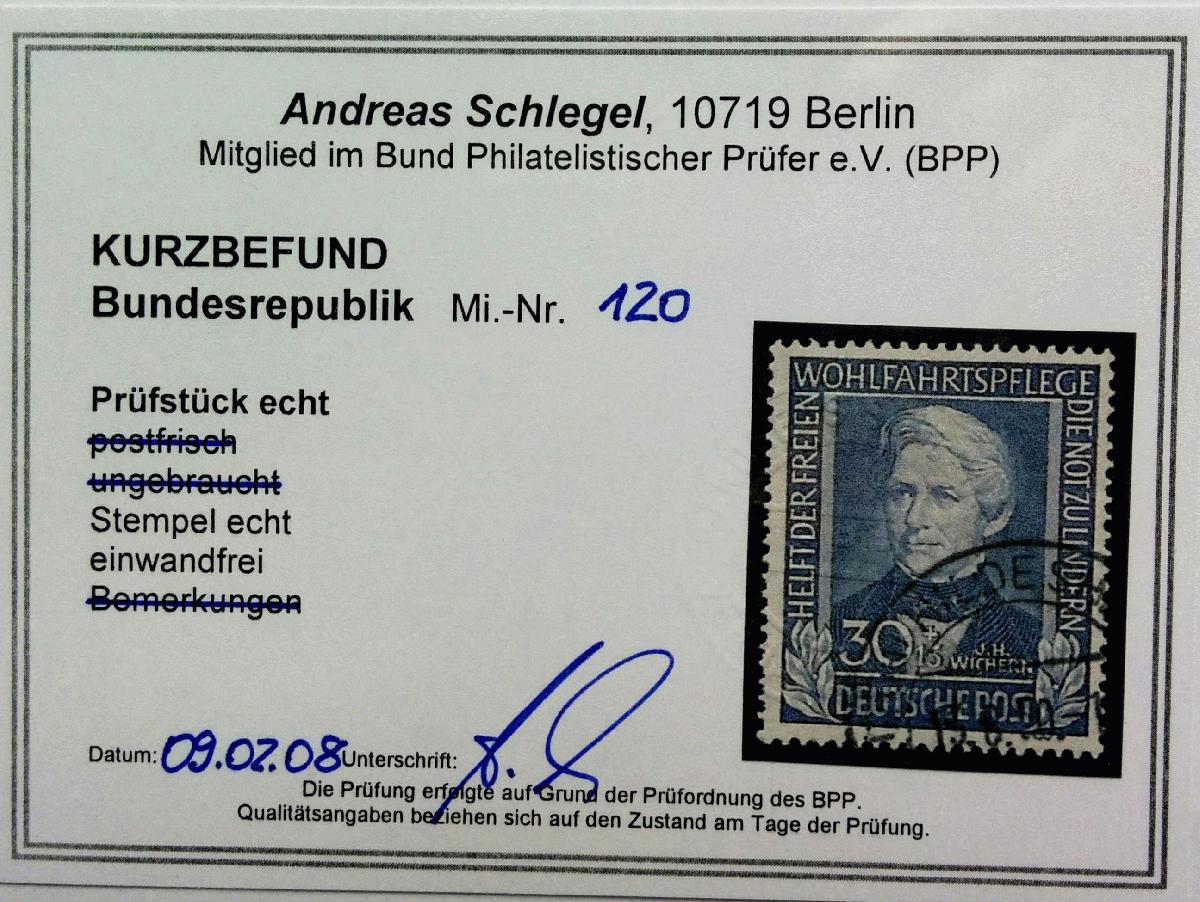 Andreas Schlegel, 10719 Berlin
Mitglied im Bund Philatelistischer Prüfer e.V. (BPP)
KURZBEFUND
Bundesrepublik Mi.-Nr. 120
Prüfstück echt
postfrisch
ungebraucht
Stempel echt
einwandfrei
Bemerkungen
WOHLFAHRTSPFLEGE
HELFT DER FREIEN
DIE NOT ZU LINDERN
30
J.H.
WICHERN
DEUTSCHE POST
Datum: 09.02.08 Unterschrift:
Die Prüfung erfolgte auf Grund der Prüfordnung des BPP.
Qualitätsangaben beziehen sich auf den Zustand am Tage der Prüfung.